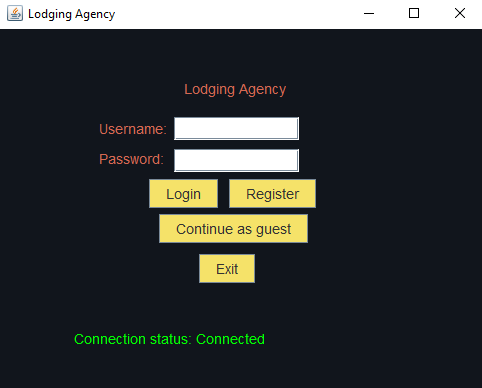 Lodging Agency
Lodging Agency
Username:
Password:
Login Register
Continue as guest
Exit
Connection status: Connected